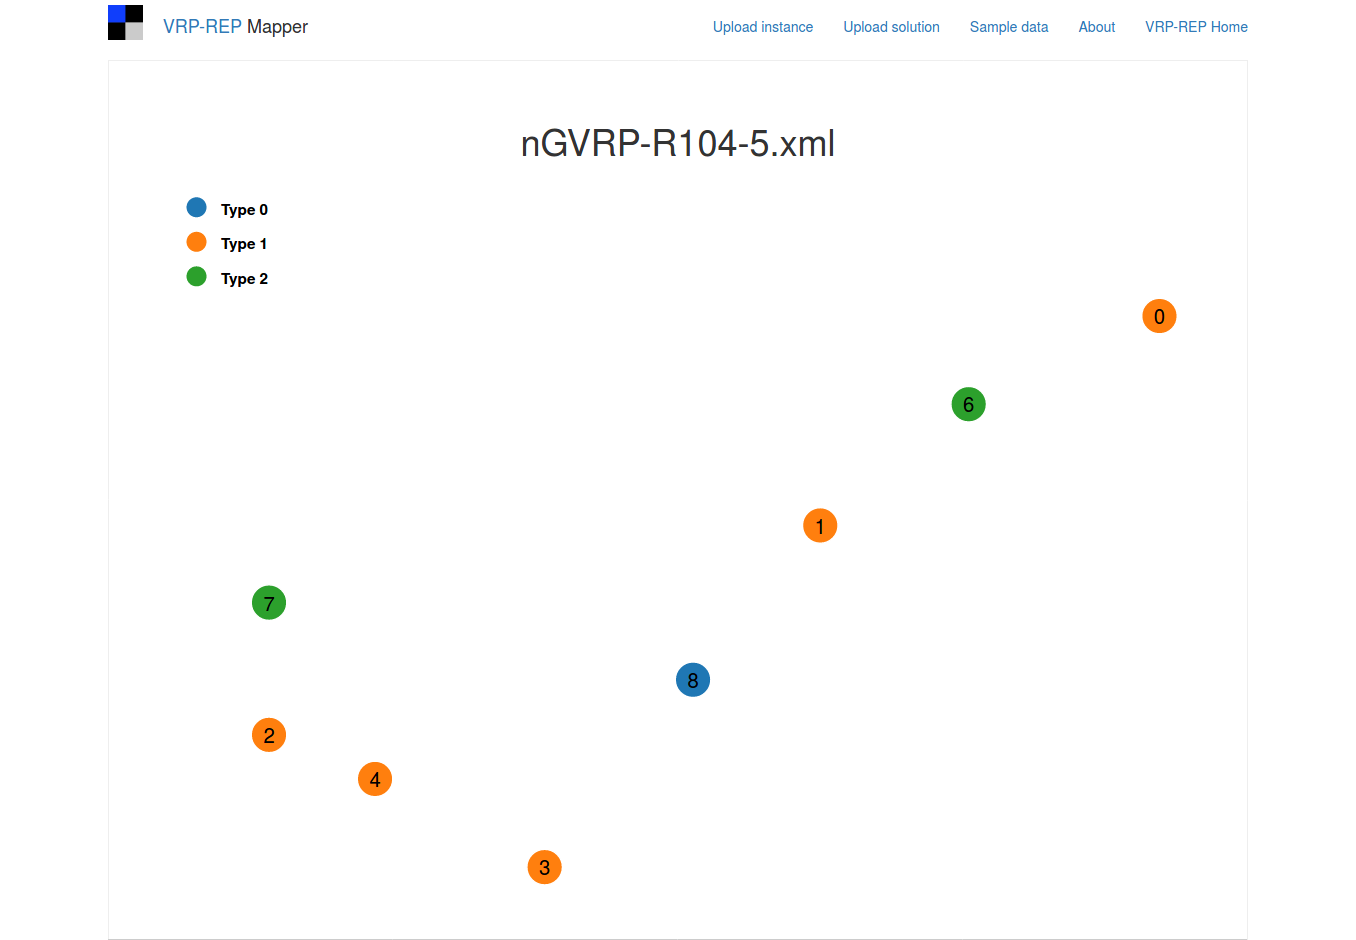 VRP-REP Mapper Upload instance Upload solution Sample data About VRP-REP Home
nGVRP-R104-5.xml
Type 0
Type 1
Type 2
0
6
1
7
8
2
4
3